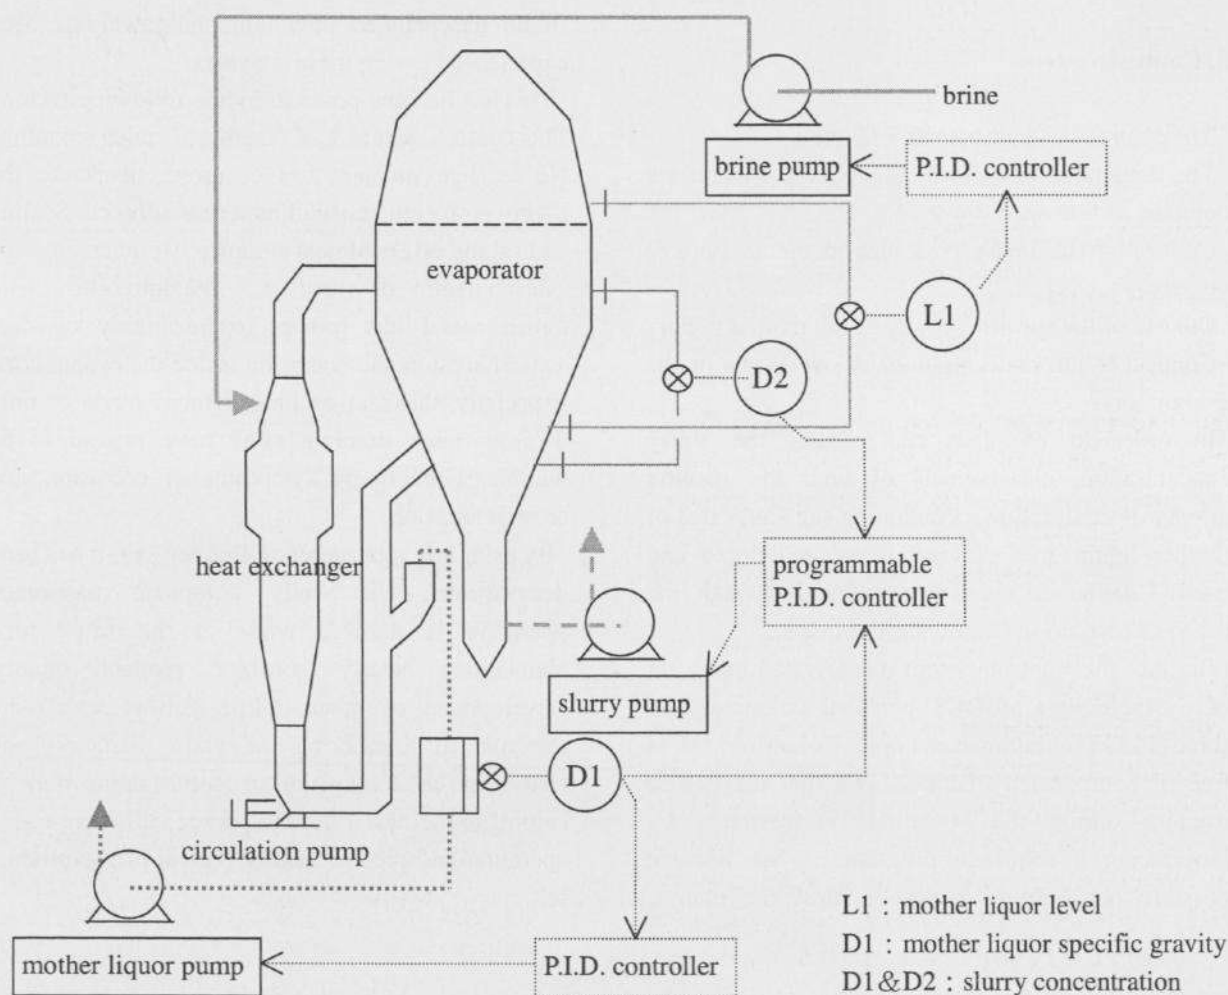 brine
brine pump
P.I.D. controller
evaporator
L1
D2
heat exchanger
programmable
P.I.D. controller
slurry pump
D1
circulation pump
mother liquor pump
P.I.D. controller
L1 : mother liquor level
D1 : mother liquor specific gravity
D1&D2 : slurry concentration